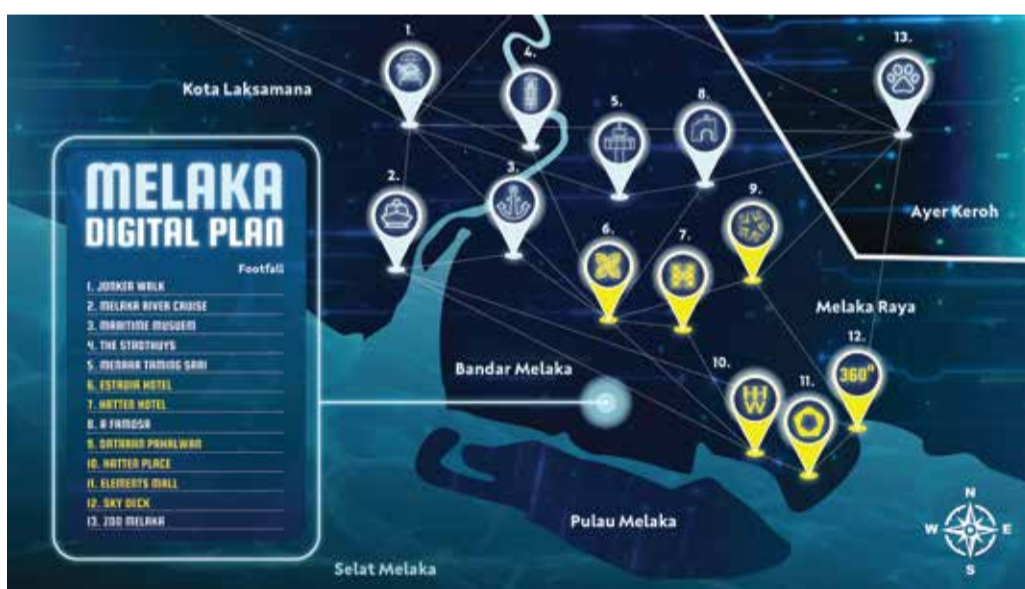 MELAKA
DIGITAL PLAN
Footfall
1. JONKER WALK
2. MELAKA RIVER CRUISE
3. MARITIME MUSUEM
4. THE STADTHUYS
5. MENARA TAMING SARI
6. ESTADIA HOTEL
7. HATTEN HOTEL
8. A FAMOSA
9. DATARAN PAHALWAN
10. HATTEN PLACE
11. ELEMENTS MALL
12. SKY DECK
13. ZOO MELAKA
Kota Laksamana
1.
4.
13.
5.
8.
2.
3.
9.
Ayer Keroh
6.
7.
Melaka Raya
12.
360°
Bandar Melaka
10.
11.
Pulau Melaka
Selat Melaka
N
W
E
S